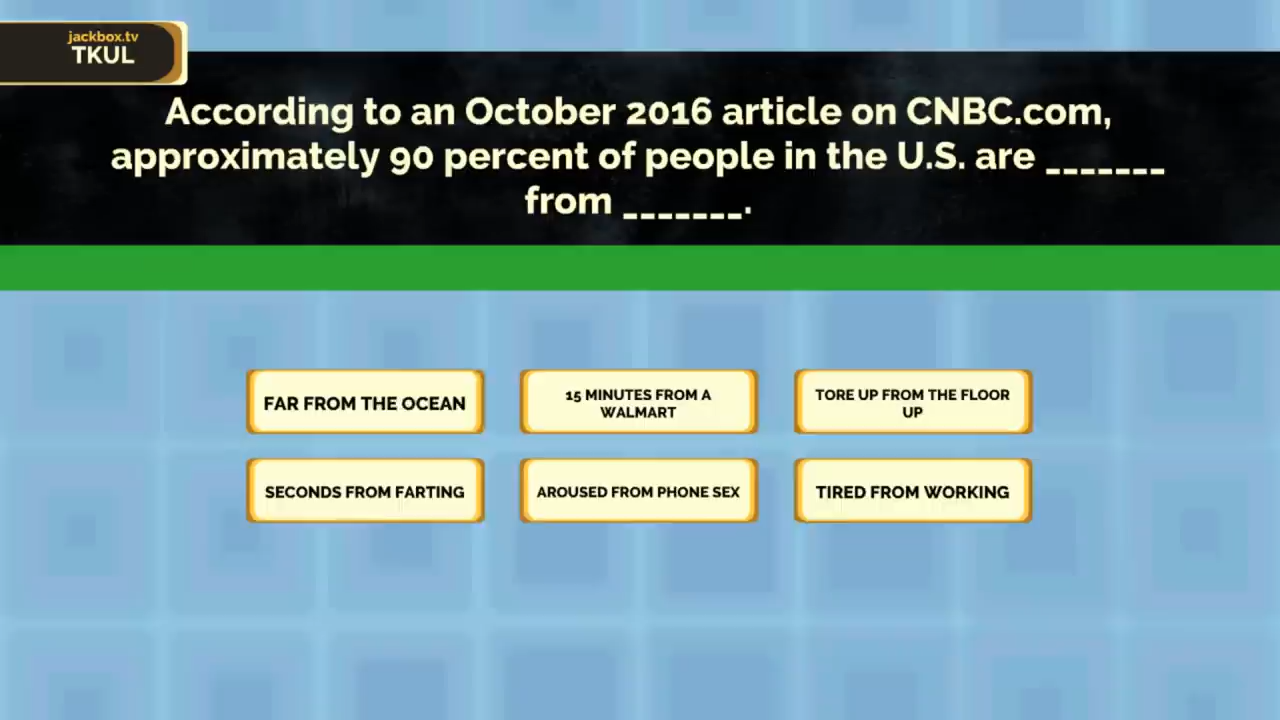 jackbox.tv
TKUL
According to an October 2016 article on CNBC.com,
approximately 90 percent of people in the U.S. are _______
from _______.
FAR FROM THE OCEAN
15 MINUTES FROM A
WALMART
TORE UP FROM THE FLOOR
UP
SECONDS FROM FARTING
AROUSED FROM PHONE SEX
TIRED FROM WORKING